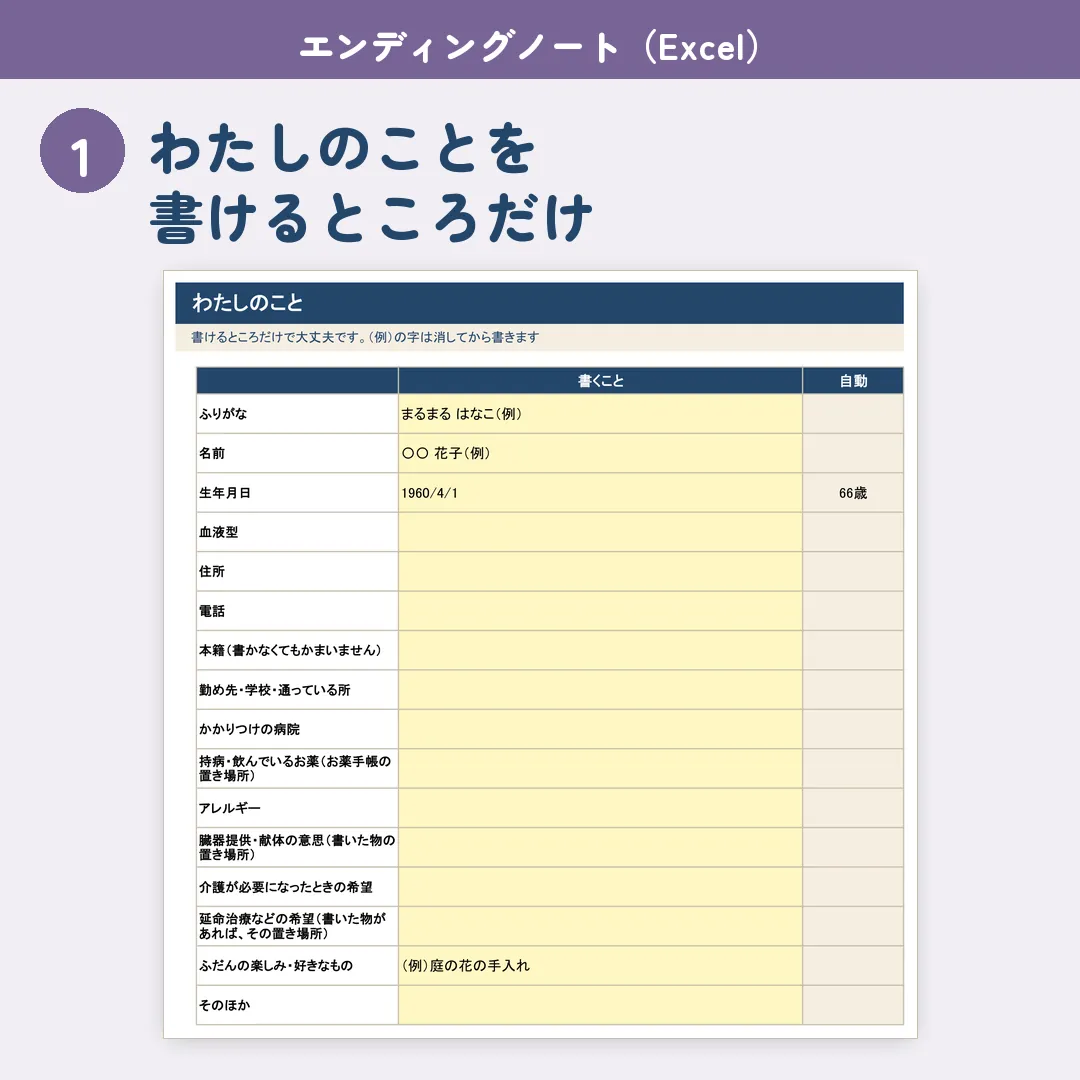 エンディングノート（Excel）
1
わたしのことを
書けるところだけ
わたしのこと
書けるところだけで大丈夫です。（例）の字は消してから書きます
書くこと 自動
ふりがな まるまる はなこ（例）
名前 〇〇 花子（例）
生年月日 1960/4/1 66歳
血液型
住所
電話
本籍（書かなくてもかまいません）
勤め先・学校・通っている所
かかりつけの病院
持病・飲んでいるお薬（お薬手帳の
置き場所）
アレルギー
臓器提供・献体の意思（書いた物の
置き場所）
介護が必要になったときの希望
延命治療などの希望（書いた物が
あれば、その置き場所）
ふだんの楽しみ・好きなもの （例）庭の花の手入れ
そのほか